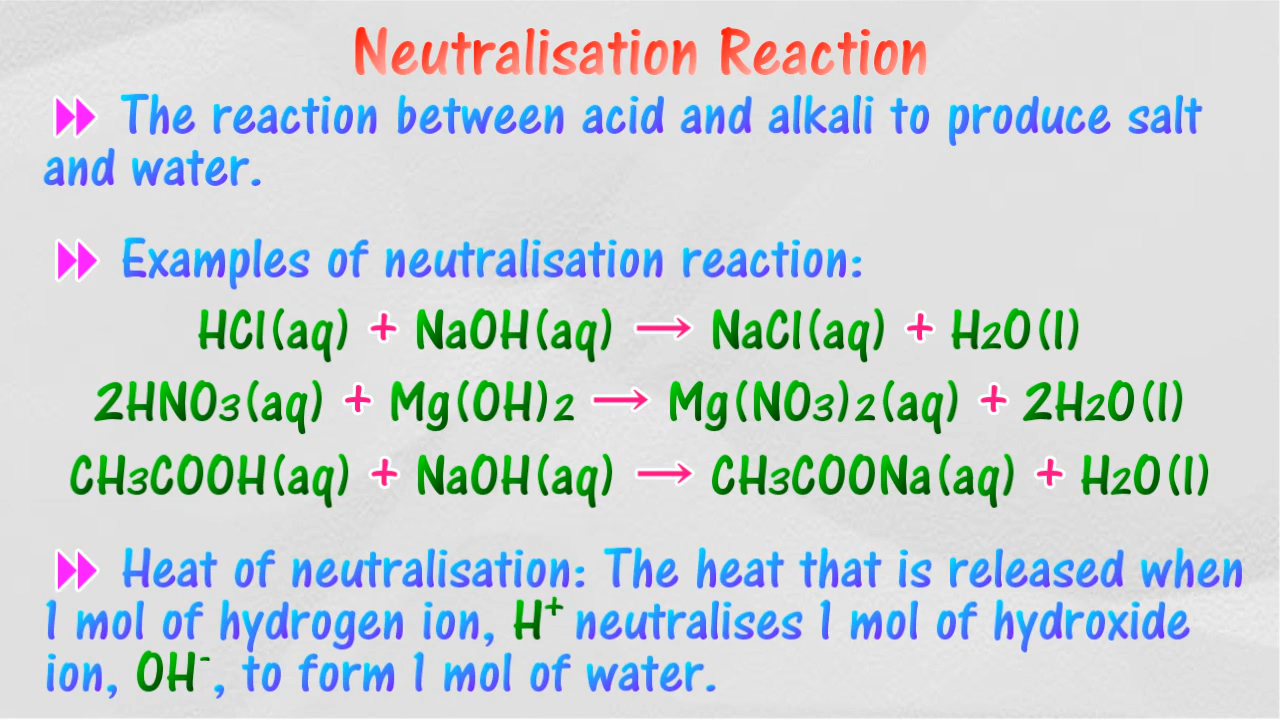 Neutralisation Reaction
The reaction between acid and alkali to produce salt
and water.
Examples of neutralisation reaction:
HCl(aq) + NaOH(aq) → NaCl(aq) + H₂O(l)
2HNO₃(aq) + Mg(OH)₂ → Mg(NO₃)₂(aq) + 2H₂O(l)
CH₃COOH(aq) + NaOH(aq) → CH₃COONa(aq) + H₂O(l)
Heat of neutralisation: The heat that is released when
1 mol of hydrogen ion, H⁺ neutralises 1 mol of hydroxide
ion, OH⁻, to form 1 mol of water.